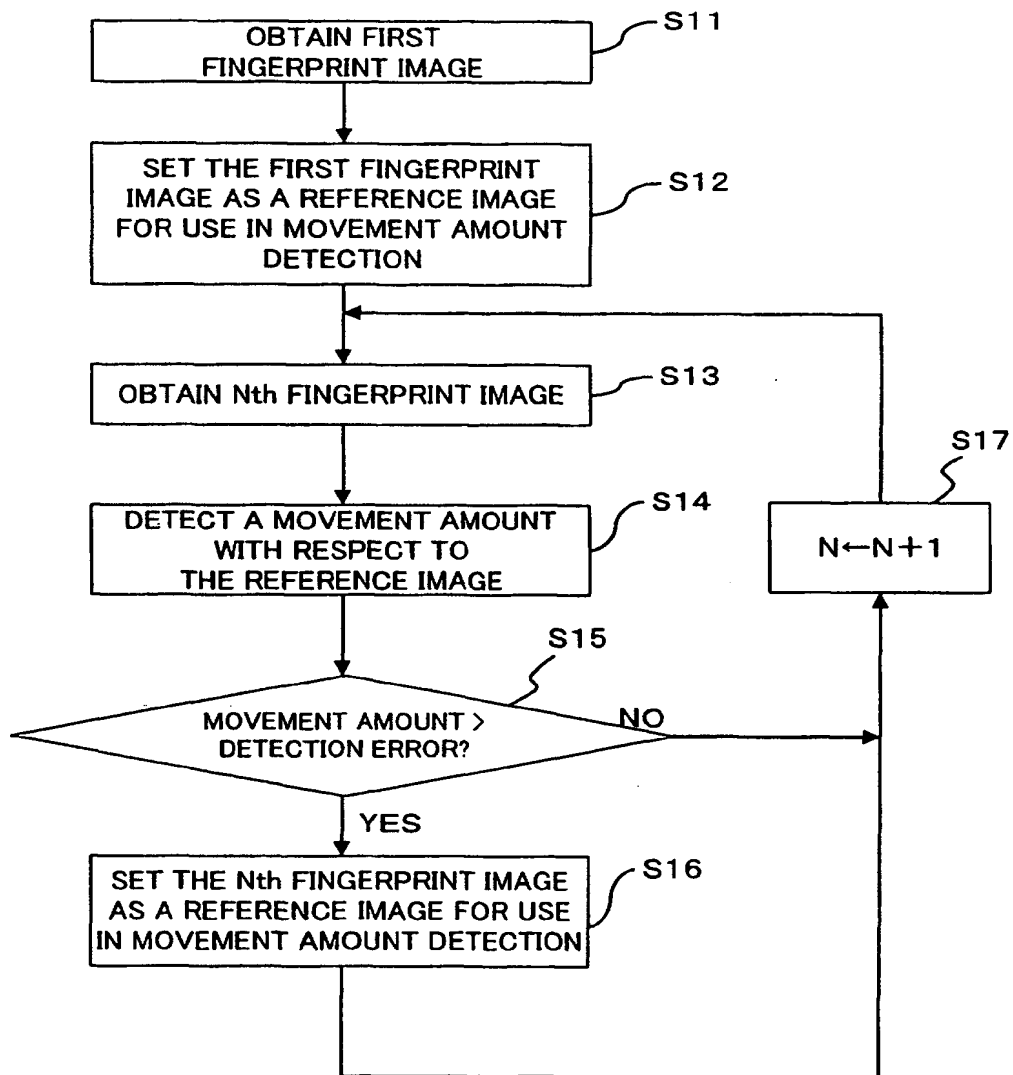 OBTAIN FIRST
FINGERPRINT IMAGE
S11
SET THE FIRST FINGERPRINT
IMAGE AS A REFERENCE IMAGE
FOR USE IN MOVEMENT AMOUNT
DETECTION
S12
OBTAIN Nth FINGERPRINT IMAGE
S13
DETECT A MOVEMENT AMOUNT
WITH RESPECT TO
THE REFERENCE IMAGE
S14
S17
N←N+1
S15
MOVEMENT AMOUNT >
DETECTION ERROR?
NO
YES
SET THE Nth FINGERPRINT IMAGE
AS A REFERENCE IMAGE FOR USE
IN MOVEMENT AMOUNT DETECTION
S16